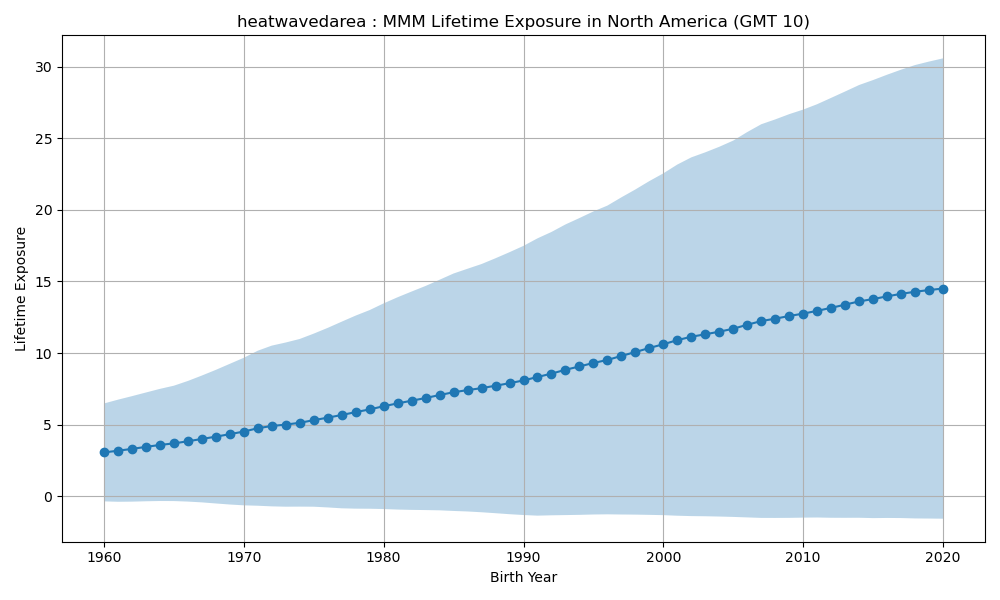 heatwavedarea : MMM Lifetime Exposure in North America (GMT 10)
30
25
20
15
10
5
0
Lifetime Exposure
1960 1970 1980 1990 2000 2010 2020
Birth Year